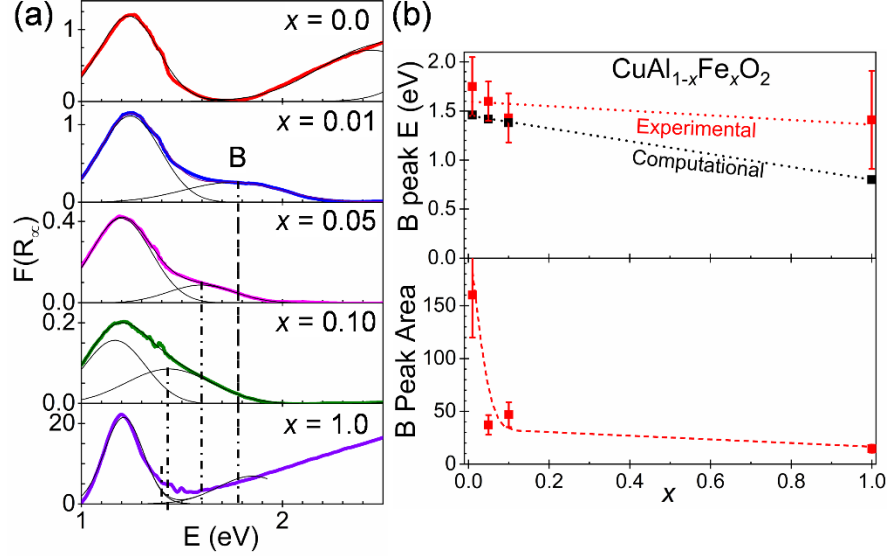 (a)
x = 0.0
1
0
x = 0.01
B
1
0
x = 0.05
0.4
0.0
x = 0.10
0.2
0.0
x = 1.0
20
0
1
2
F(R∝)
E (eV)
(b)
CuAl1-xFexO2
Experimental
Computational
2.0
1.5
1.0
0.5
0.0
B peak E (eV)
150
100
50
0
B Peak Area
0.0
0.2
0.4
0.6
0.8
1.0
x